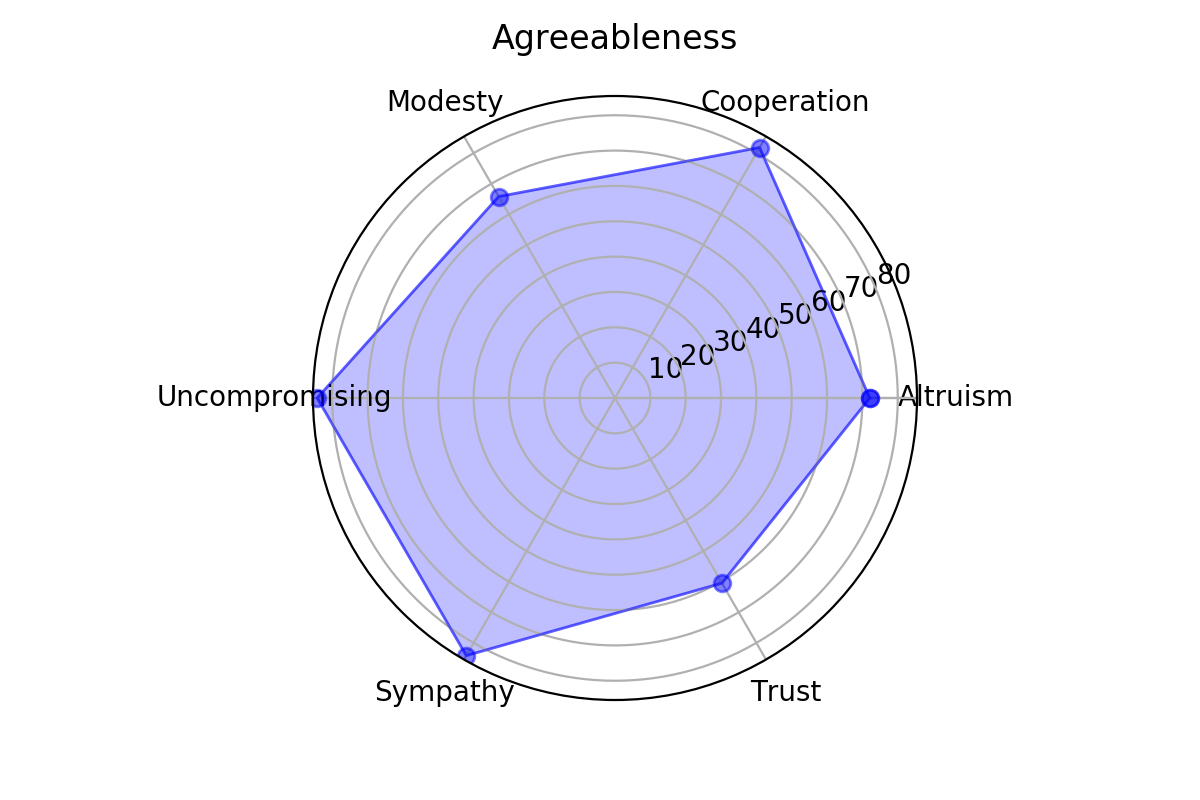 Agreeableness
Modesty
Cooperation
80
70
60
50
40
30
20
10
Uncompromising
Altruism
Sympathy
Trust